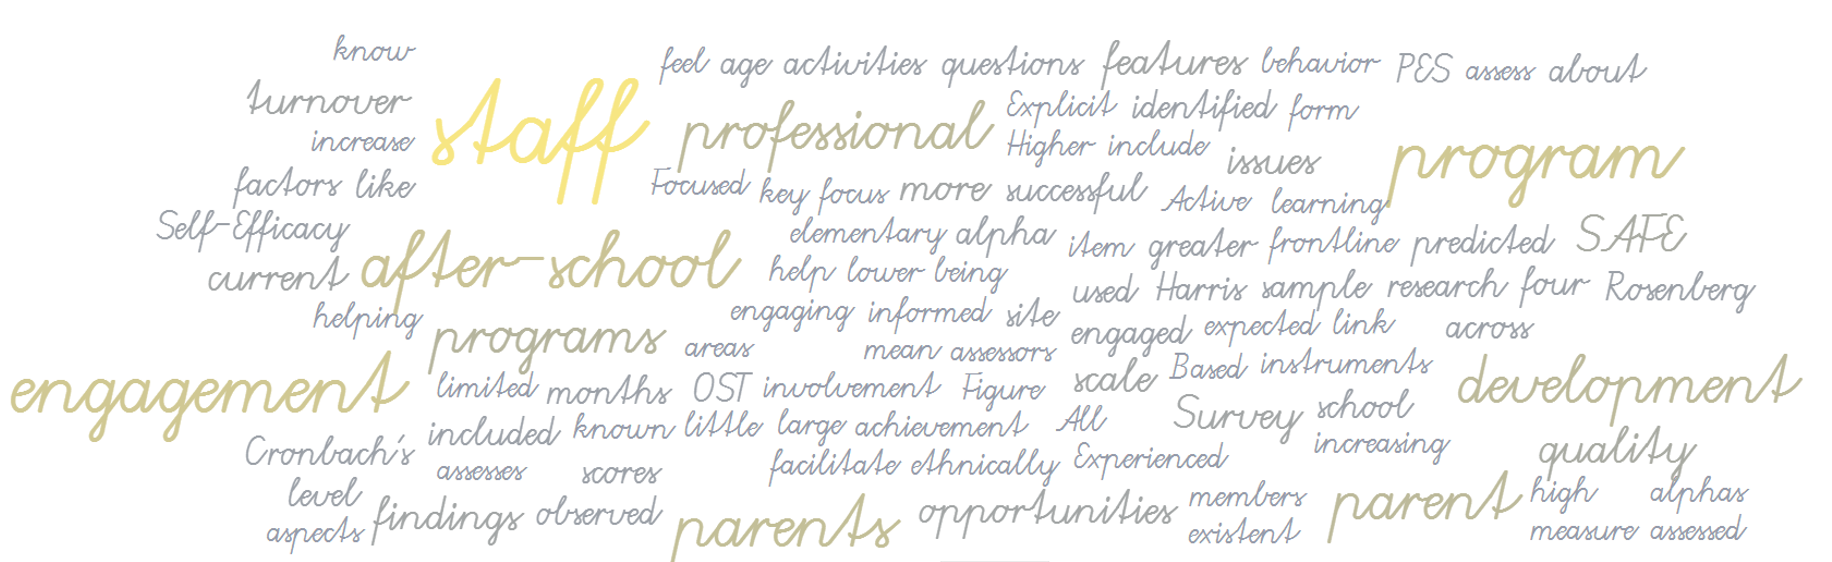 know feel age activities questions features behavior PES assess about
turnover staff professional Explicit identified form
increase Higher include issues program
factors like Focused key focus more successful Active learning
Self-Efficacy elementary alpha item greater frontline predicted SAFE
current after-school help lower being used Harris sample research four Rosenberg
helping programs engaging informed site engaged expected link across
areas mean assessors Based instruments
engagement limited months OST involvement Figure scale development
included known little large achievement All Survey school
Cronbach's assesses scores facilitate ethnically Experienced increasing quality
level findings observed parents opportunities members parent high alphas
aspects existent measure assessed